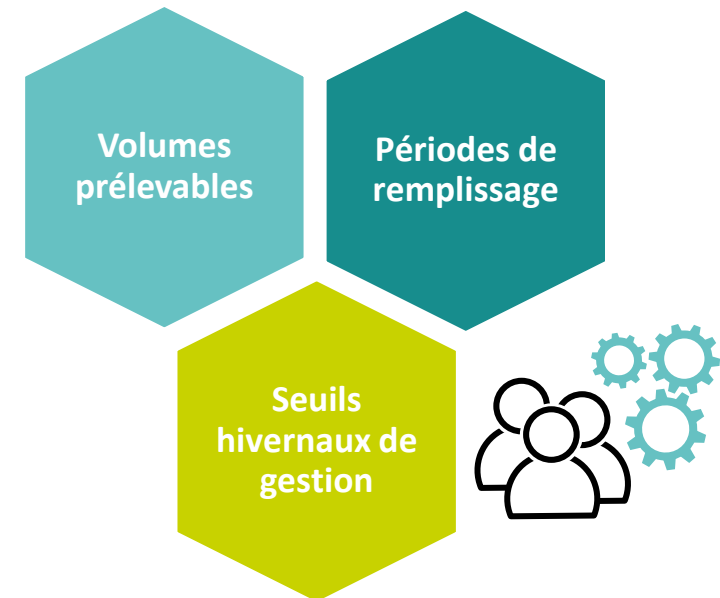 Volumes
prélevables
Périodes de
remplissage
Seuils
hivernaux de
gestion